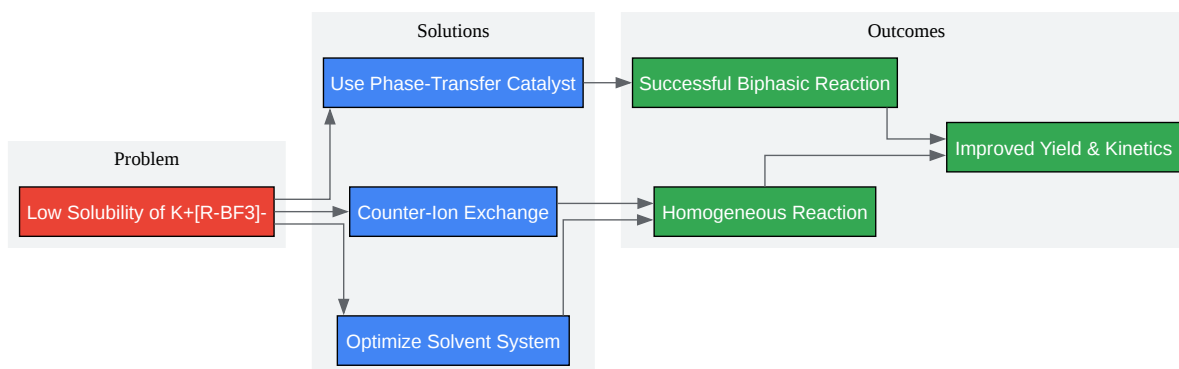 Problem
Low Solubility of K+[R-BF3]-
Solutions
Use Phase-Transfer Catalyst
Counter-Ion Exchange
Optimize Solvent System
Outcomes
Successful Biphasic Reaction
Homogeneous Reaction
Improved Yield & Kinetics